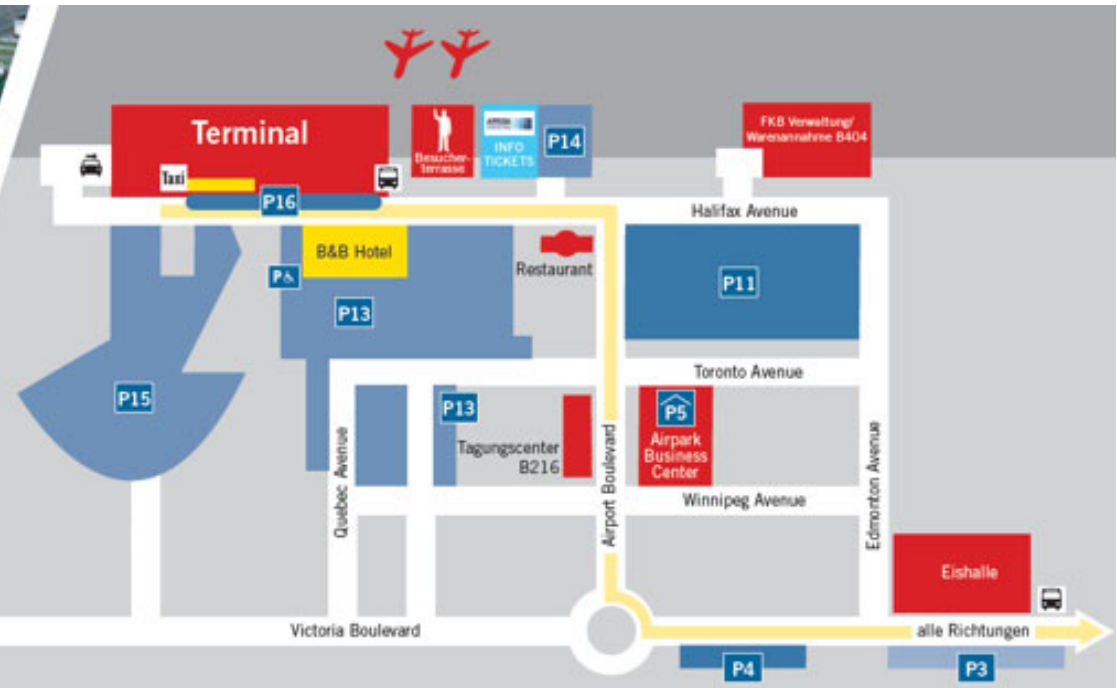 Terminal
Besucher-
terrasse
INFO
TICKETS
P14
FKB Verwaltung/
Warenannahme B404
Taxi
P16
Halifax Avenue
B&B Hotel
Restaurant
P
P13
P11
Toronto Avenue
P15
P13
P5
Tagungscenter
B216
Airpark
Business
Center
Quebec Avenue
Airport Boulevard
Edmonton Avenue
Winnipeg Avenue
Eishalle
Victoria Boulevard
alle Richtungen
P4
P3